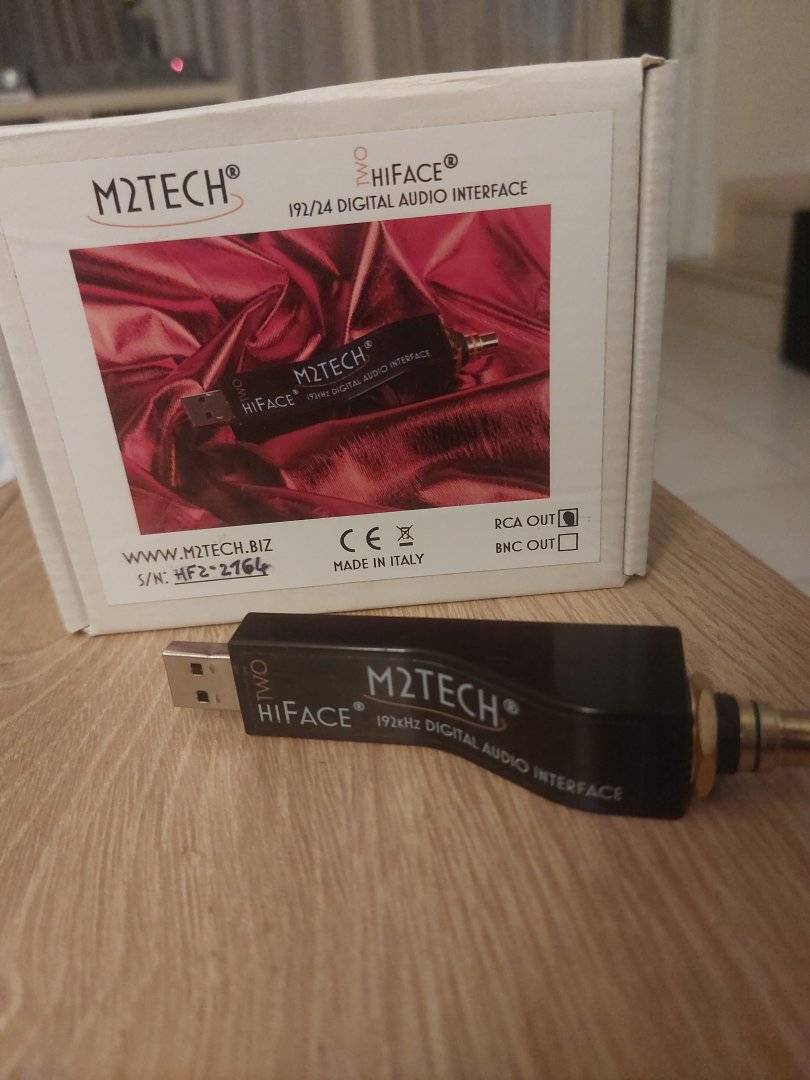 M2TECH®
TWO
HIFACE®
192/24 DIGITAL AUDIO INTERFACE
M2TECH®
TWO
HIFACE®
192KHZ DIGITAL AUDIO INTERFACE
RCA OUT
BNC OUT
WWW.M2TECH.BIZ
S/N: HF2-2764
CE
MADE IN ITALY
TWO
HIFACE®
M2TECH®
192KHZ DIGITAL AUDIO INTERFACE